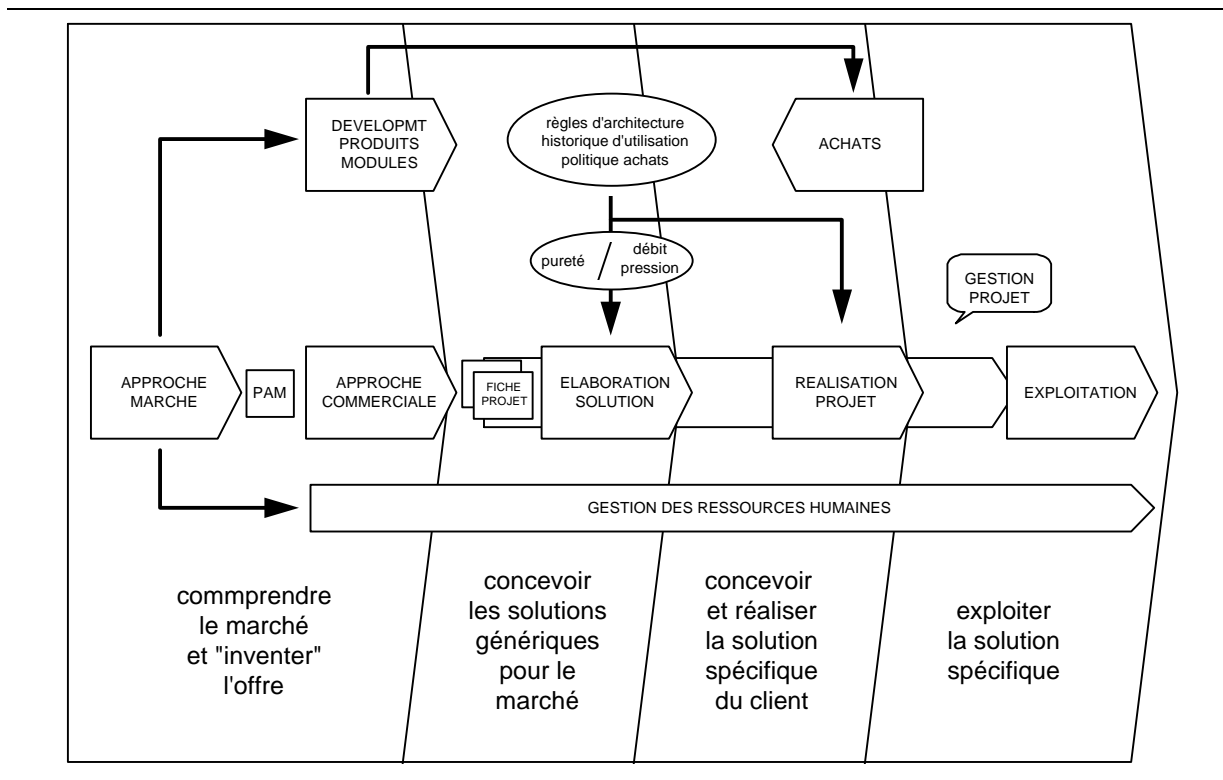 DEVELOPMT
PRODUITS
MODULES
règles d'architecture
historique d'utilisation
politique achats
ACHATS
pureté / débit
pression
GESTION
PROJET
APPROCHE
MARCHE
PAM
APPROCHE
COMMERCIALE
FICHE
PROJET
ELABORATION
SOLUTION
REALISATION
PROJET
EXPLOITATION
GESTION DES RESSOURCES HUMAINES
commprendre
le marché
et "inventer"
l'offre
concevoir
les solutions
génériques
pour le
marché
concevoir
et réaliser
la solution
spécifique
du client
exploiter
la solution
spécifique